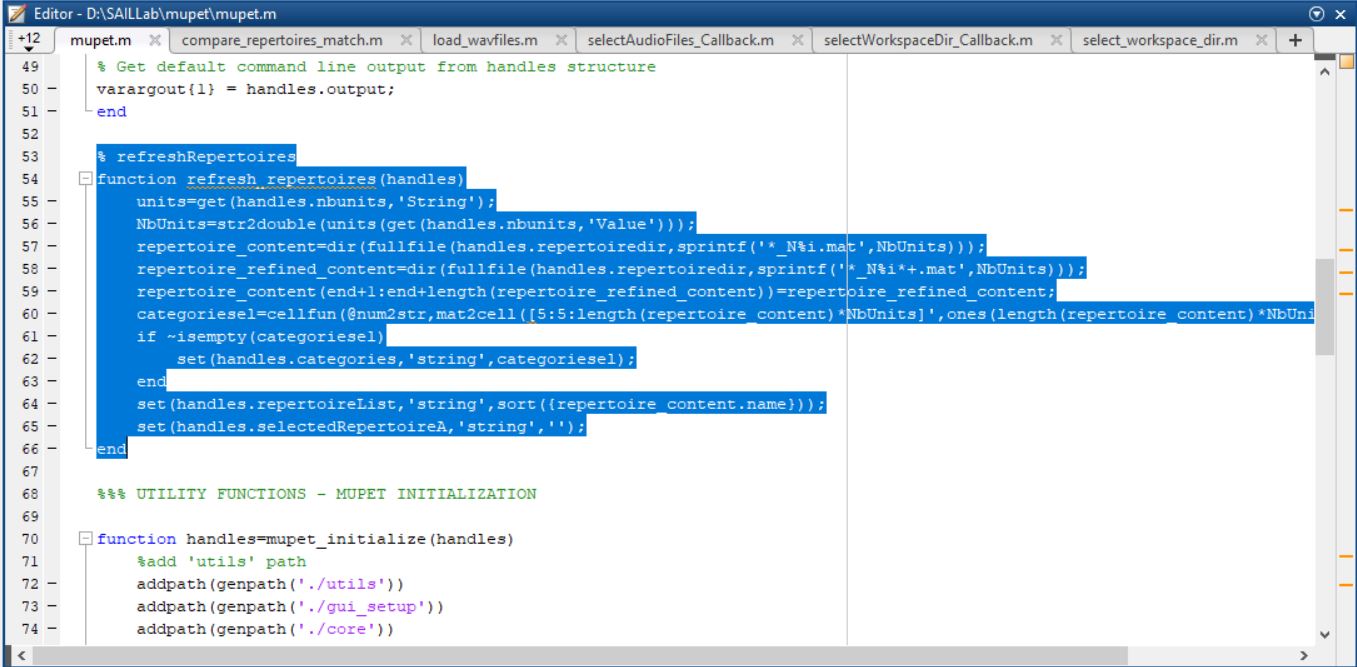 Editor - D:\SAILLab\mupet\mupet.m
+12 mupet.m compare_repertoires_match.m load_wavfiles.m selectAudioFiles_Callback.m selectWorkspaceDir_Callback.m select_workspace_dir.m +
49 % Get default command line output from handles structure
50 - varargout{1} = handles.output;
51 - end
52
53 % refreshRepertoires
54 function refresh_repertoires(handles)
55 - units=get(handles.nbunits,'String');
56 - NbUnits=str2double(units(get(handles.nbunits,'Value')));
57 - repertoire_content=dir(fullfile(handles.repertoiredir,sprintf('*_N%i.mat',NbUnits)));
58 - repertoire_refined_content=dir(fullfile(handles.repertoiredir,sprintf('*_N%i*+.mat',NbUnits)));
59 - repertoire_content(end+1:end+length(repertoire_refined_content))=repertoire_refined_content;
60 - categoriesel=cellfun(@num2str,mat2cell([5:5:length(repertoire_content)*NbUnits]',ones(length(repertoire_content)*NbUni
61 - if ~isempty(categoriesel)
62 - set(handles.categories,'string',categoriesel);
63 - end
64 - set(handles.repertoireList,'string',sort({repertoire_content.name}));
65 - set(handles.selectedRepertoireA,'string','');
66 - end
67
68 %%% UTILITY FUNCTIONS - MUPET INITIALIZATION
69
70 function handles=mupet_initialize(handles)
71 %add 'utils' path
72 - addpath(genpath('./utils'))
73 - addpath(genpath('./gui_setup'))
74 - addpath(genpath('./core'))